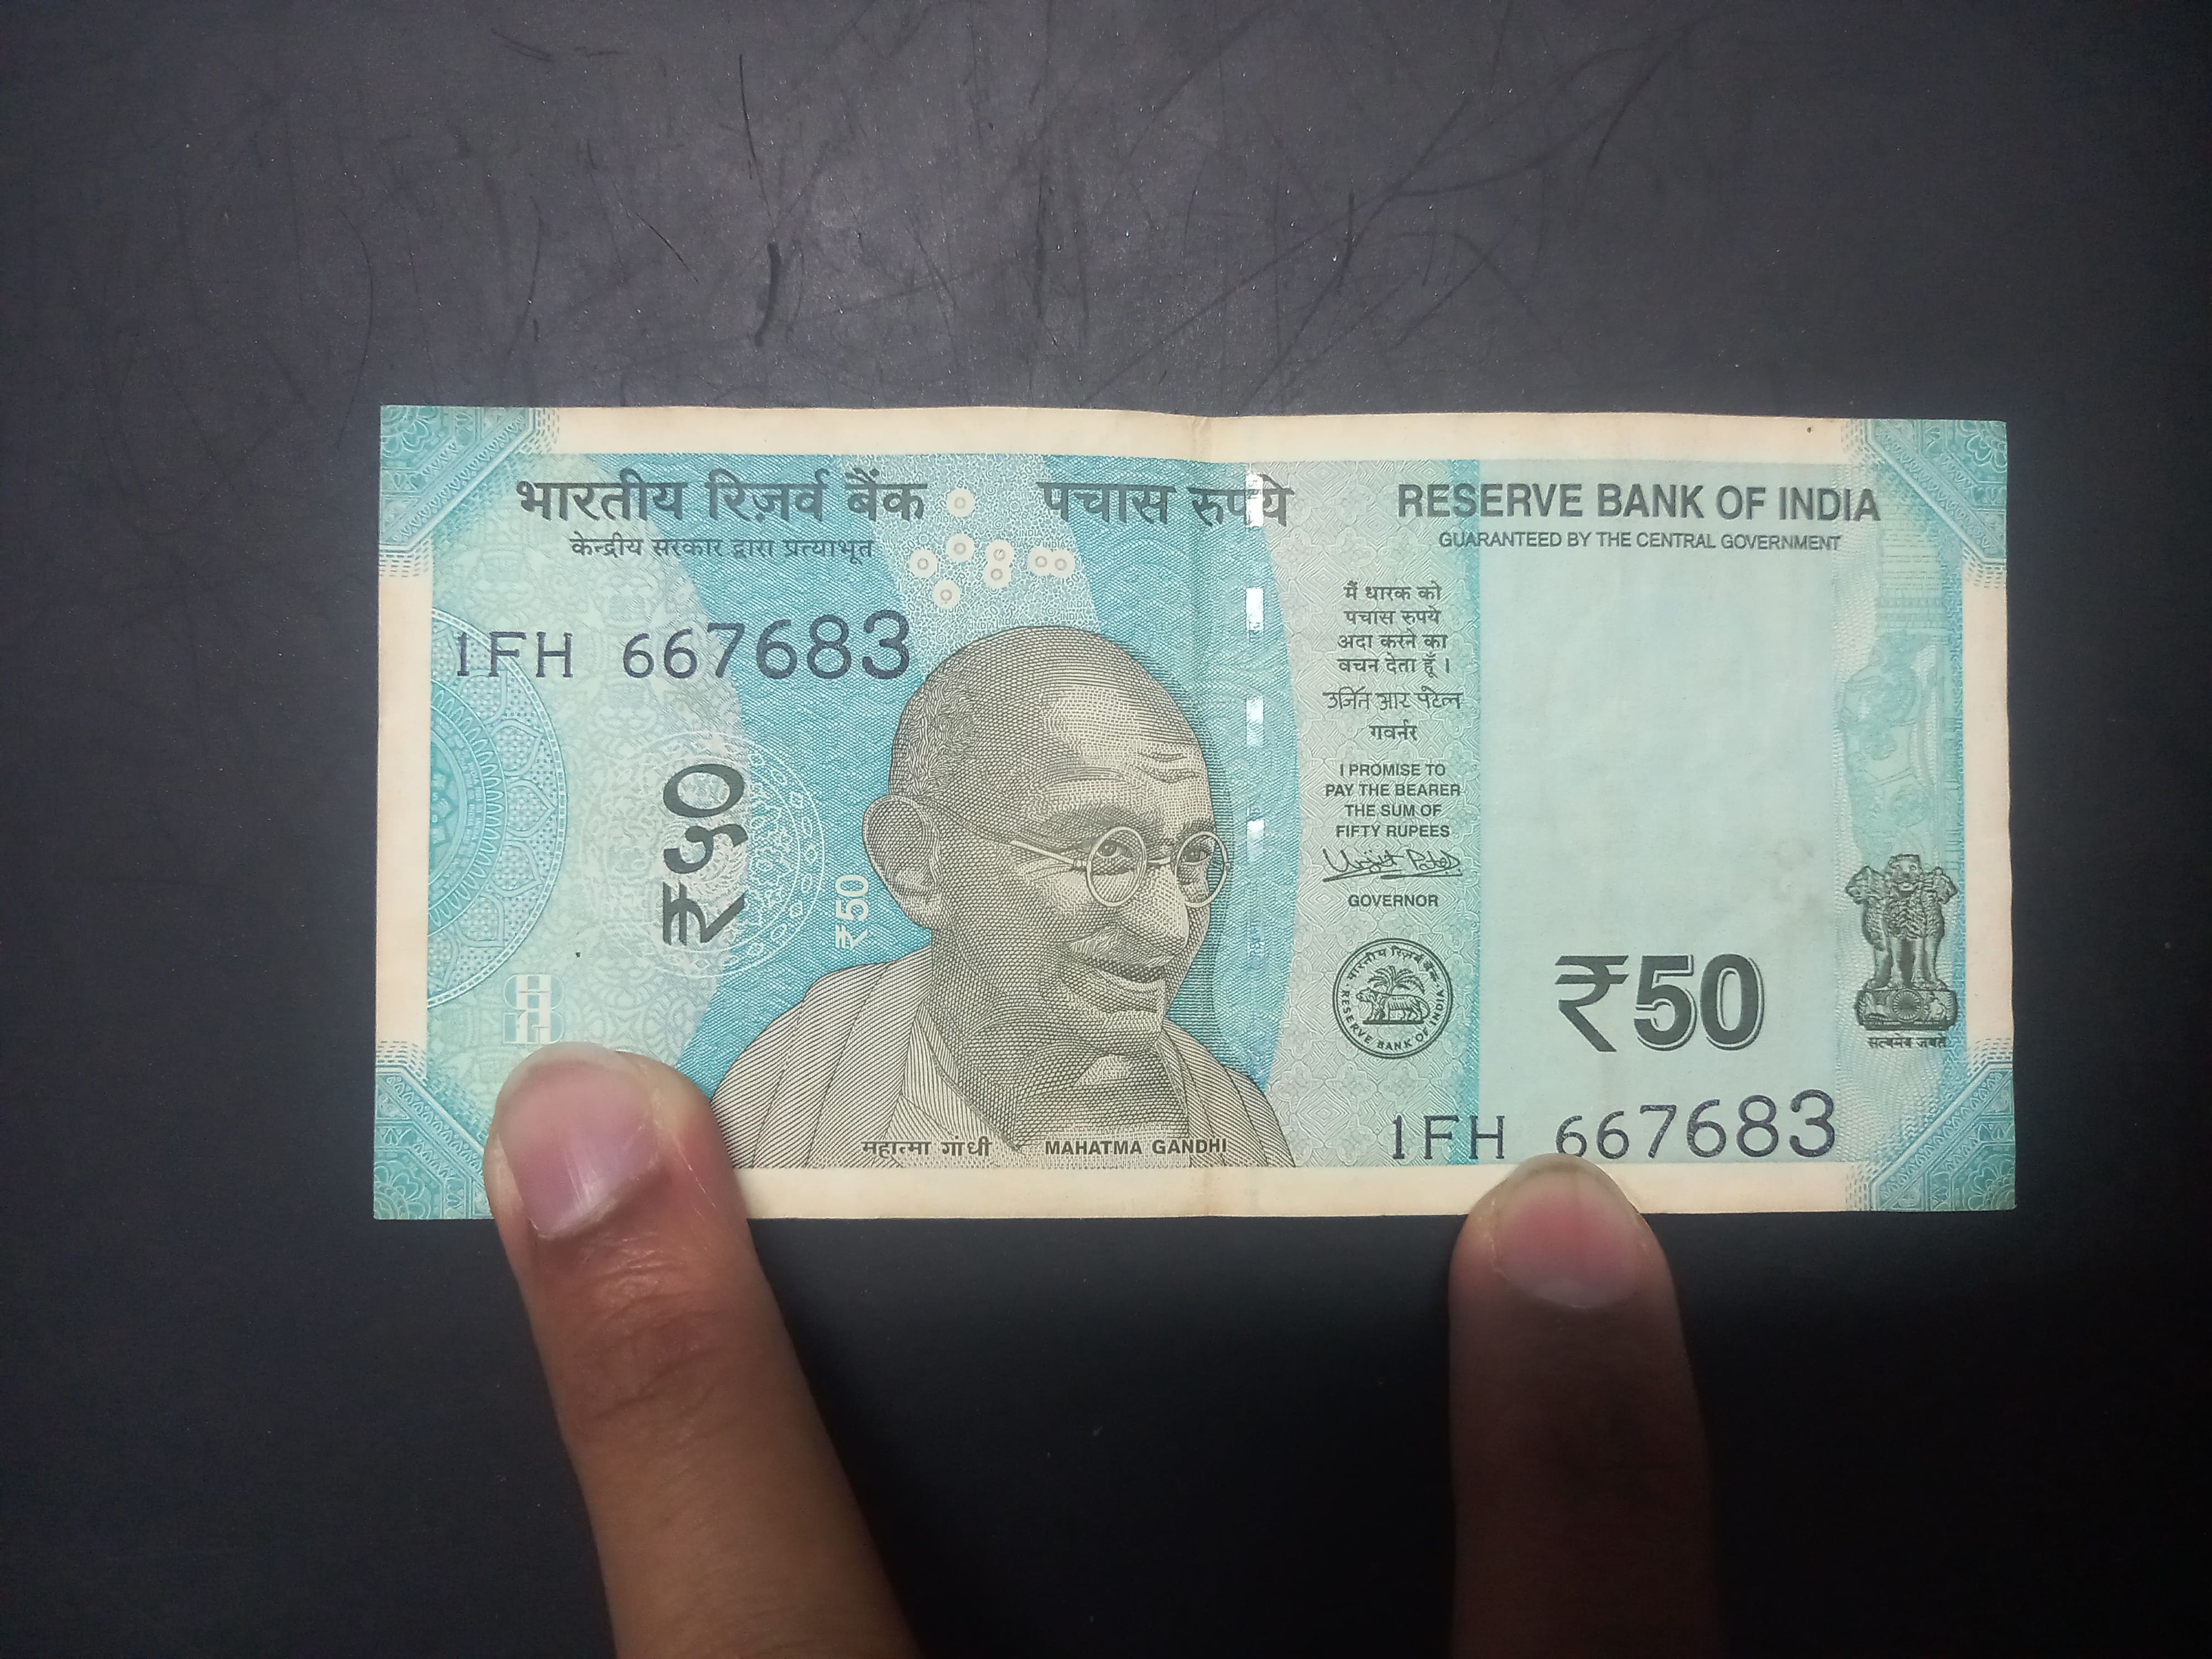 भारतीय रिज़र्व बैंक
केन्द्रीय सरकार द्वारा प्रत्याभूत
पचास रुपये
RESERVE BANK OF INDIA
GUARANTEED BY THE CENTRAL GOVERNMENT
1FH 667683
₹५०
₹50
मैं धारक को
पचास रुपये
अदा करने का
वचन देता हूँ ।
उर्जित आर पटेल
गवर्नर
I PROMISE TO
PAY THE BEARER
THE SUM OF
FIFTY RUPEES
Urjit Patel
GOVERNOR
भारतीय रिज़र्व बैंक
RESERVE BANK OF INDIA
₹50
सत्यमेव जयते
1FH 667683
महात्मा गांधी MAHATMA GANDHI